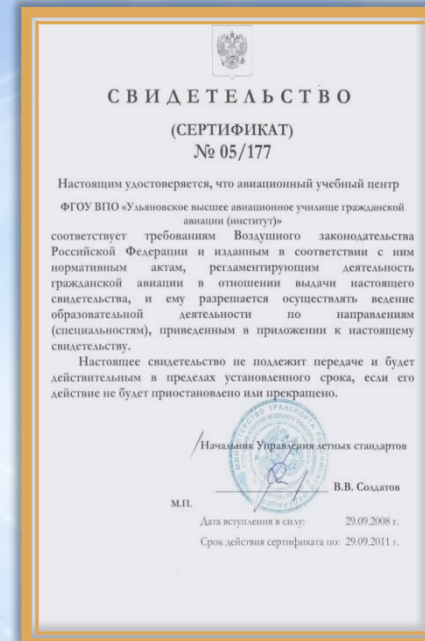 СВИДЕТЕЛЬСТВО
(СЕРТИФИКАТ)
№ 05/177
Настоящим удостоверяется, что авиационный учебный центр
ФГОУ ВПО «Ульяновское высшее авиационное училище гражданской
авиации (институт)»
соответствует требованиям Воздушного законодательства
Российской Федерации и изданным в соответствии с ним
нормативным актам, регламентирующим деятельность
гражданской авиации в отношении выдачи настоящего
свидетельства, и ему разрешается осуществлять ведение
образовательной деятельности по направлениям
(специальностям), приведенным в приложении к настоящему
свидетельству.
Настоящее свидетельство не подлежит передаче и будет
действительным в пределах установленного срока, если его
действие не будет приостановлено или прекращено.
Начальник Управления летных стандартов
В.В. Солдатов
М.П.
Дата вступления в силу: 29.09.2008 г.
Срок действия сертификата по: 29.09.2011 г.